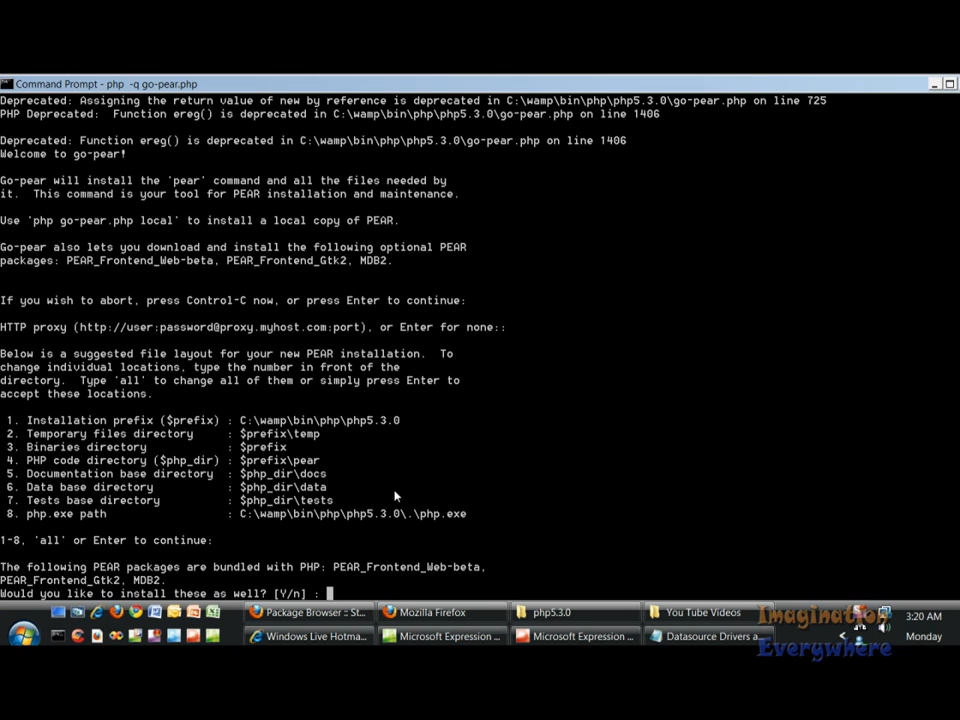 Command Prompt - php -q go-pear.php
Deprecated: Assigning the return value of new by reference is deprecated in C:\wamp\bin\php\php5.3.0\go-pear.php on line 725
PHP Deprecated:  Function ereg() is deprecated in C:\wamp\bin\php\php5.3.0\go-pear.php on line 1406
Deprecated: Function ereg() is deprecated in C:\wamp\bin\php\php5.3.0\go-pear.php on line 1406
Welcome to go-pear!
Go-pear will install the 'pear' command and all the files needed by
it.  This command is your tool for PEAR installation and maintenance.
Use 'php go-pear.php local' to install a local copy of PEAR.
Go-pear also lets you download and install the following optional PEAR
packages: PEAR_Frontend_Web-beta, PEAR_Frontend_Gtk2, MDB2.
If you wish to abort, press Control-C now, or press Enter to continue:
HTTP proxy (http://user:password@proxy.myhost.com:port), or Enter for none::
Below is a suggested file layout for your new PEAR installation.  To
change individual locations, type the number in front of the
directory.  Type 'all' to change all of them or simply press Enter to
accept these locations.
1. Installation prefix ($prefix) : C:\wamp\bin\php\php5.3.0
2. Temporary files directory     : $prefix\temp
3. Binaries directory            : $prefix
4. PHP code directory ($php_dir) : $prefix\pear
5. Documentation base directory  : $php_dir\docs
6. Data base directory           : $php_dir\data
7. Tests base directory          : $php_dir\tests
8. php.exe path                  : C:\wamp\bin\php\php5.3.0\.\php.exe
1-8, 'all' or Enter to continue:
The following PEAR packages are bundled with PHP: PEAR_Frontend_Web-beta,
PEAR_Frontend_Gtk2, MDB2.
Would you like to install these as well? [Y/n] :
Package Browser :: St... Mozilla Firefox php5.3.0 You Tube Videos 3:20 AM
Windows Live Hotma... Microsoft Expression ... Microsoft Expression ... Datasource Drivers a... Monday
Imagination
Everywhere